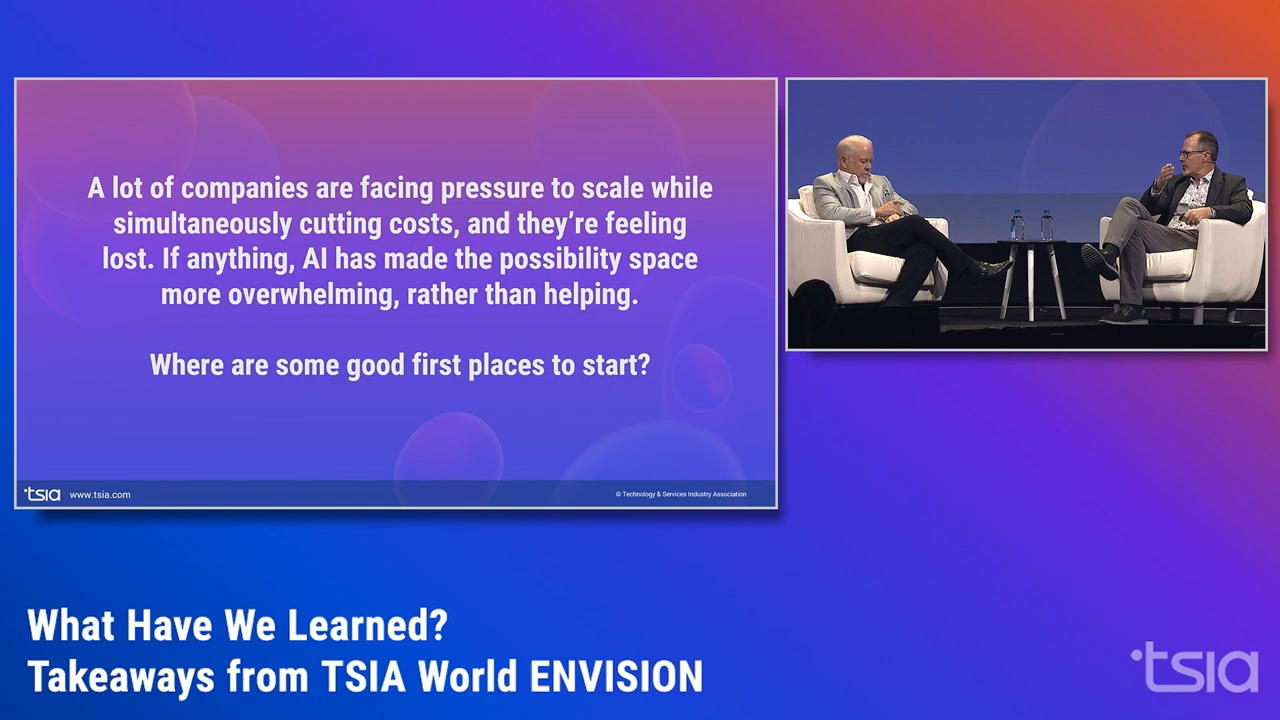 A lot of companies are facing pressure to scale while
simultaneously cutting costs, and they’re feeling
lost. If anything, AI has made the possibility space
more overwhelming, rather than helping.
Where are some good first places to start?
tsia www.tsia.com
© Technology & Services Industry Association
What Have We Learned?
Takeaways from TSIA World ENVISION
tsia